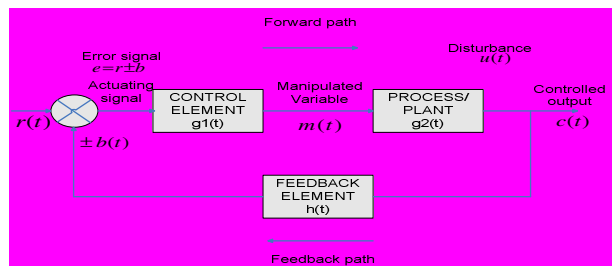 Forward path
Error signal
e=r±b
Disturbance
u(t)
Actuating
signal
CONTROL
ELEMENT
g1(t)
Manipulated
Variable
m(t)
PROCESS/
PLANT
g2(t)
Controlled
output
c(t)
r(t)
±b(t)
FEEDBACK
ELEMENT
h(t)
Feedback path